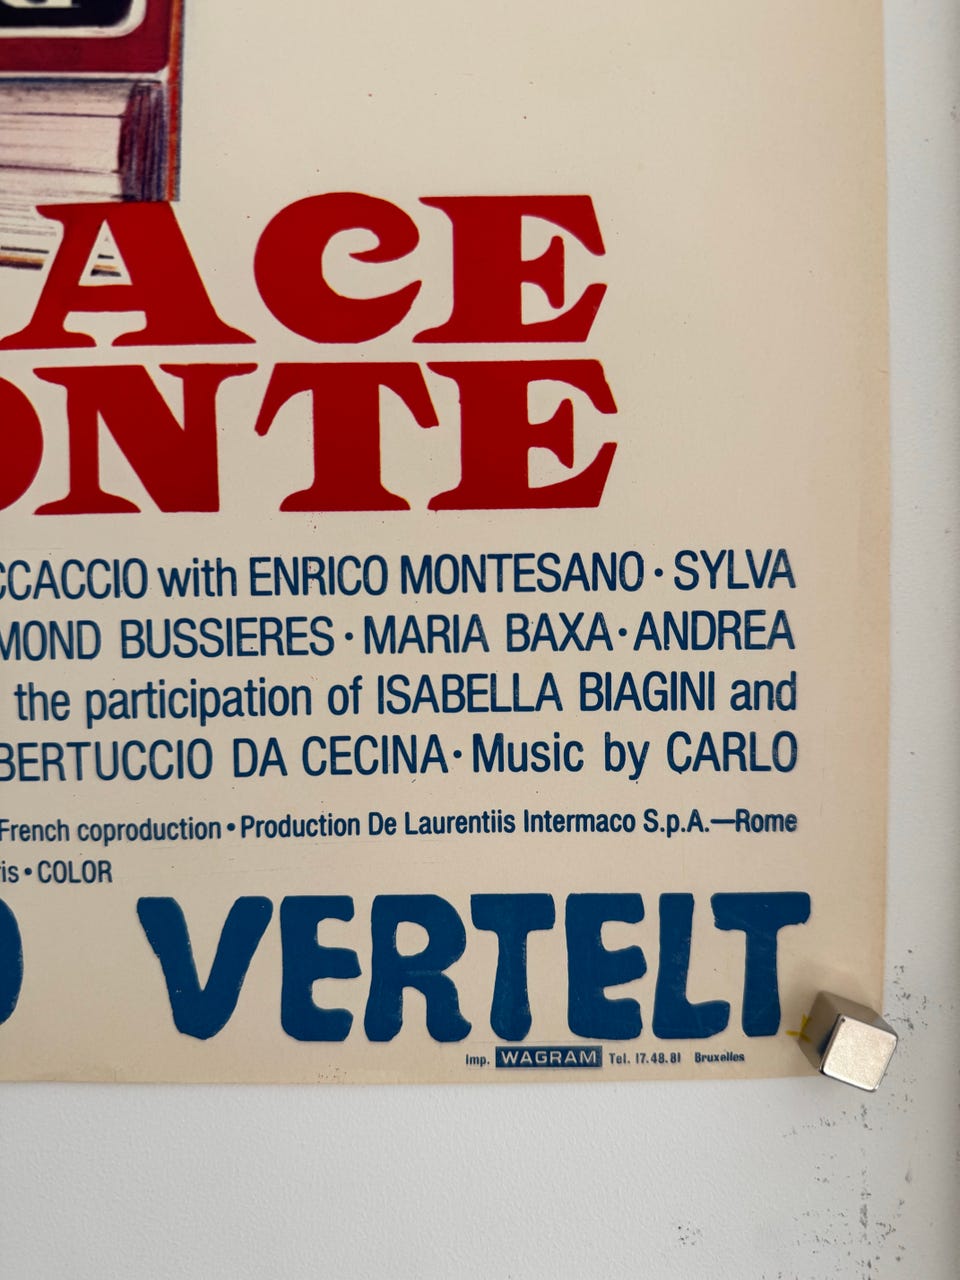 ACE
ONTE
CCACCIO with ENRICO MONTESANO · SYLVA
MOND BUSSIERES · MARIA BAXA · ANDREA
the participation of ISABELLA BIAGINI and
BERTUCCIO DA CECINA · Music by CARLO
French coproduction • Production De Laurentiis Intermaco S.p.A.—Rome
is • COLOR
O VERTELT
Imp. WAGRAM Tel. 17.48.81 Bruxelles